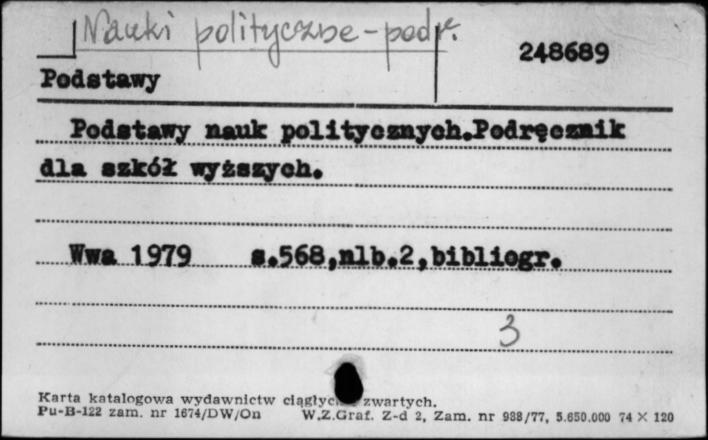 Nauki polityczne - podr.
248689
Podstawy
Podstawy nauk politycznych.Podręcznik
dla szkół wyższych.
Wwa 1979 s.568,nlb.2,bibliogr.
3
Karta katalogowa wydawnictw ciągłyc zwartych.
Pu-B-122 zam. nr 1674/DW/On W.Z.Graf. Z-d 2, Zam. nr 988/77, 5.650.000 74 X 120